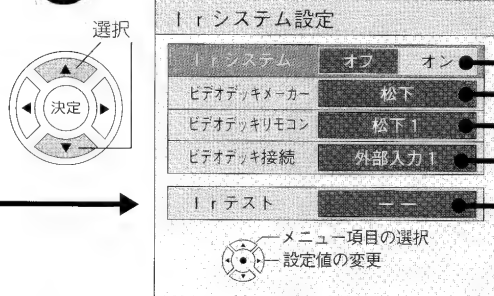 選択
決定
Irシステム設定
Irシステム オフ オン
ビデオデッキメーカー 松下
ビデオデッキリモコン 松下1
ビデオデッキ接続 外部入力1
Irテスト ――
メニュー項目の選択
設定値の変更